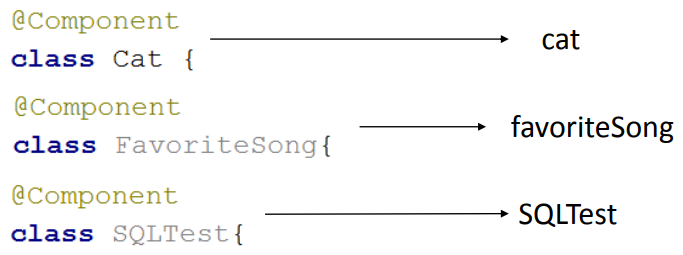 @Component
class Cat {
cat
@Component
class FavoriteSong{
favoriteSong
@Component
class SQLTest{
SQLTest